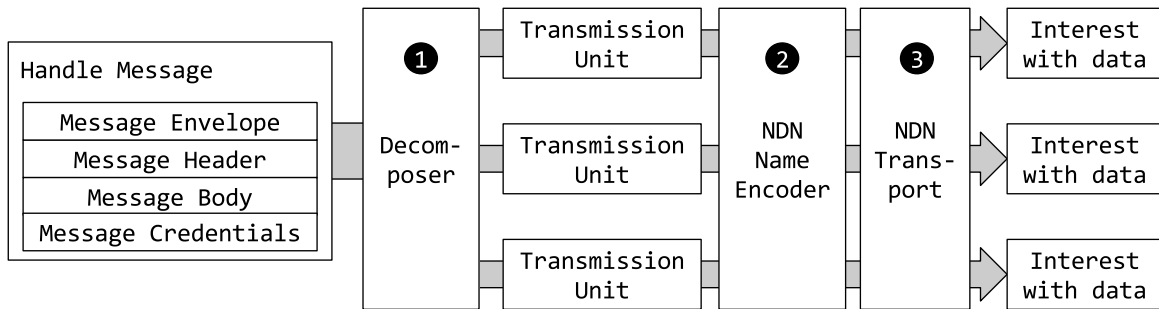 Handle Message
Message Envelope
Message Header
Message Body
Message Credentials
1
Decom-
poser
Transmission
Unit
Transmission
Unit
Transmission
Unit
2
NDN
Name
Encoder
3
NDN
Trans-
port
Interest
with data
Interest
with data
Interest
with data